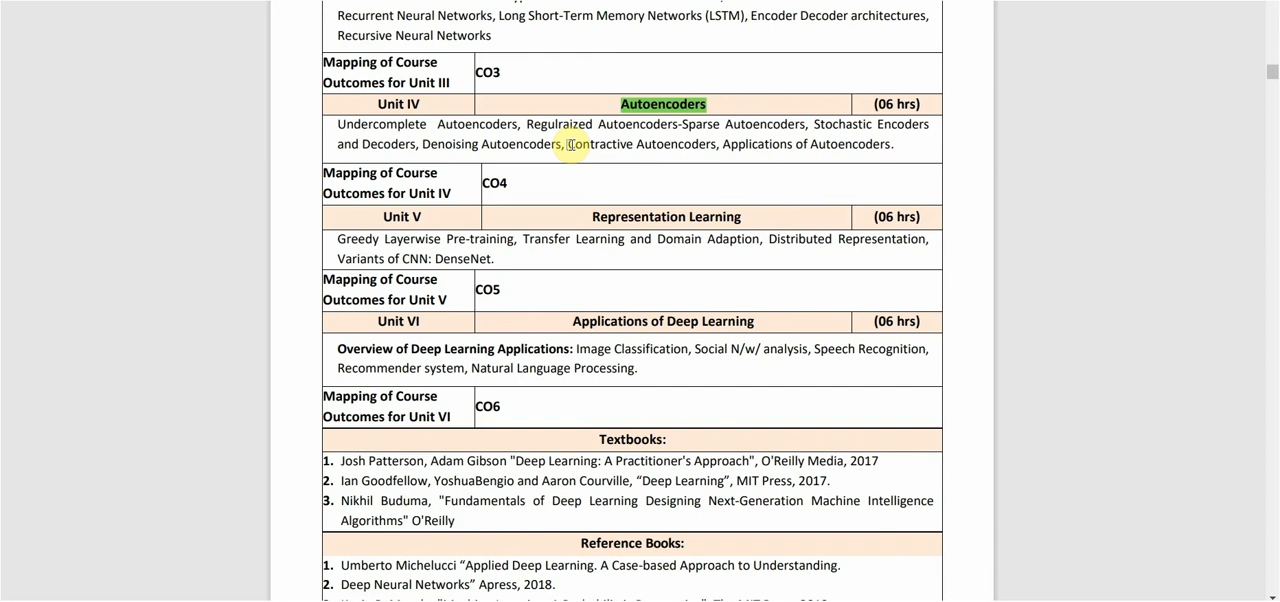 Recurrent Neural Networks, Long Short-Term Memory Networks (LSTM), Encoder Decoder architectures,
Recursive Neural Networks
Mapping of Course
Outcomes for Unit III
CO3
Unit IV
Autoencoders
(06 hrs)
Undercomplete Autoencoders, Regulraized Autoencoders-Sparse Autoencoders, Stochastic Encoders
and Decoders, Denoising Autoencoders, Contractive Autoencoders, Applications of Autoencoders.
Mapping of Course
Outcomes for Unit IV
CO4
Unit V
Representation Learning
(06 hrs)
Greedy Layerwise Pre-training, Transfer Learning and Domain Adaption, Distributed Representation,
Variants of CNN: DenseNet.
Mapping of Course
Outcomes for Unit V
CO5
Unit VI
Applications of Deep Learning
(06 hrs)
Overview of Deep Learning Applications: Image Classification, Social N/w/ analysis, Speech Recognition,
Recommender system, Natural Language Processing.
Mapping of Course
Outcomes for Unit VI
CO6
Textbooks:
1. Josh Patterson, Adam Gibson "Deep Learning: A Practitioner's Approach", O'Reilly Media, 2017
2. Ian Goodfellow, YoshuaBengio and Aaron Courville, “Deep Learning”, MIT Press, 2017.
3. Nikhil Buduma, "Fundamentals of Deep Learning Designing Next-Generation Machine Intelligence
Algorithms" O'Reilly
Reference Books:
1. Umberto Michelucci “Applied Deep Learning. A Case-based Approach to Understanding.
2. Deep Neural Networks” Apress, 2018.